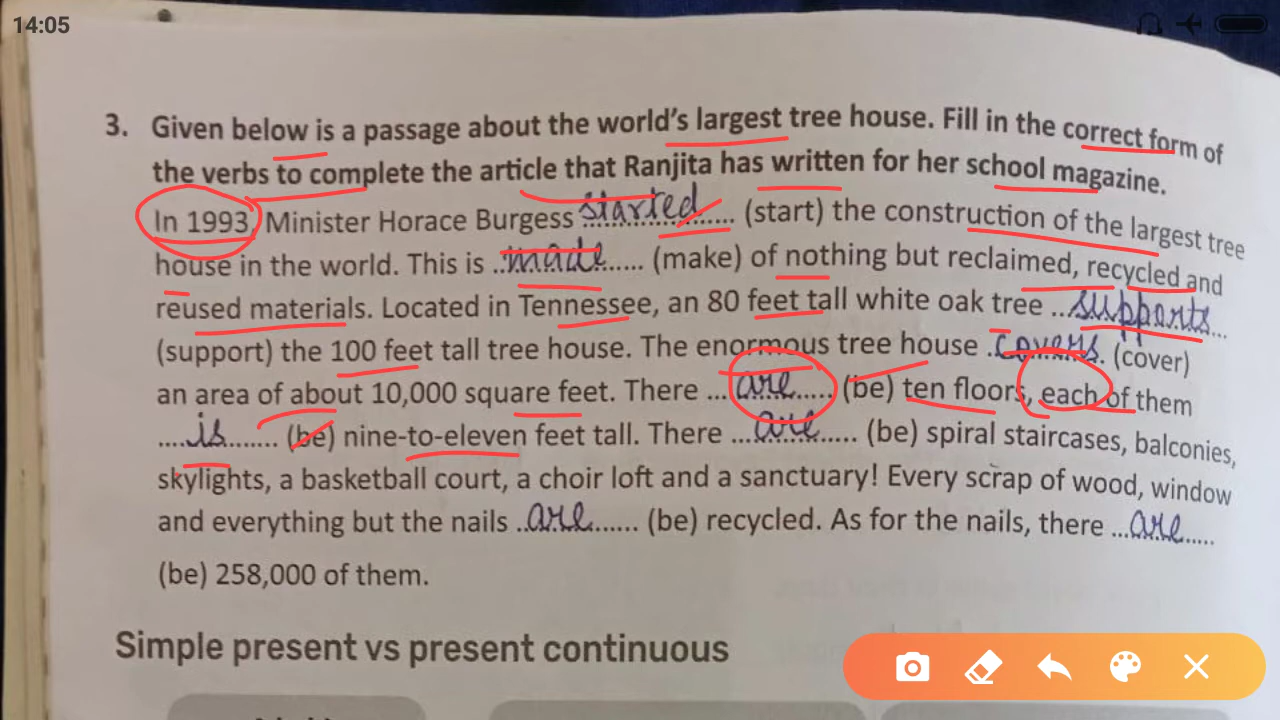 14:05
3. Given below is a passage about the world's largest tree house. Fill in the correct form of
the verbs to complete the article that Ranjita has written for her school magazine.
In 1993, Minister Horace Burgess started (start) the construction of the largest tree
house in the world. This is made (make) of nothing but reclaimed, recycled and
reused materials. Located in Tennessee, an 80 feet tall white oak tree supports
(support) the 100 feet tall tree house. The enormous tree house covers. (cover)
an area of about 10,000 square feet. There are (be) ten floors, each of them
is (be) nine-to-eleven feet tall. There are (be) spiral staircases, balconies,
skylights, a basketball court, a choir loft and a sanctuary! Every scrap of wood, window
and everything but the nails are (be) recycled. As for the nails, there are
(be) 258,000 of them.
Simple present vs present continuous